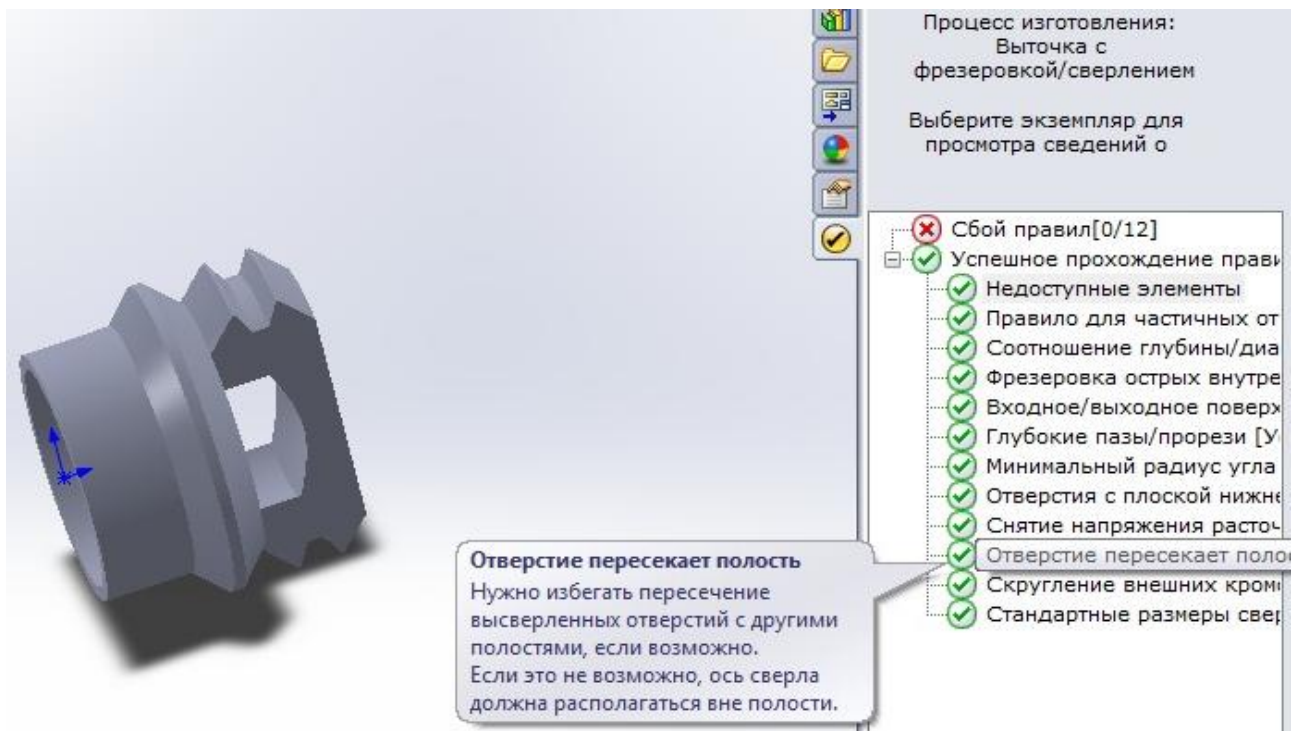 Процесс изготовления:
Выточка с
фрезеровкой/сверлением
Выберите экземпляр для
просмотра сведений о
Сбой правил[0/12]
Успешное прохождение прави
Недоступные элементы
Правило для частичных от
Соотношение глубины/диа
Фрезеровка острых внутре
Входное/выходное поверх
Глубокие пазы/прорези [У
Минимальный радиус угла
Отверстия с плоской нижне
Снятие напряжения расточ
Отверстие пересекает поло
Скругление внешних кромо
Стандартные размеры свер
Отверстие пересекает полость
Нужно избегать пересечение
высверленных отверстий с другими
полостями, если возможно.
Если это не возможно, ось сверла
должна располагаться вне полости.